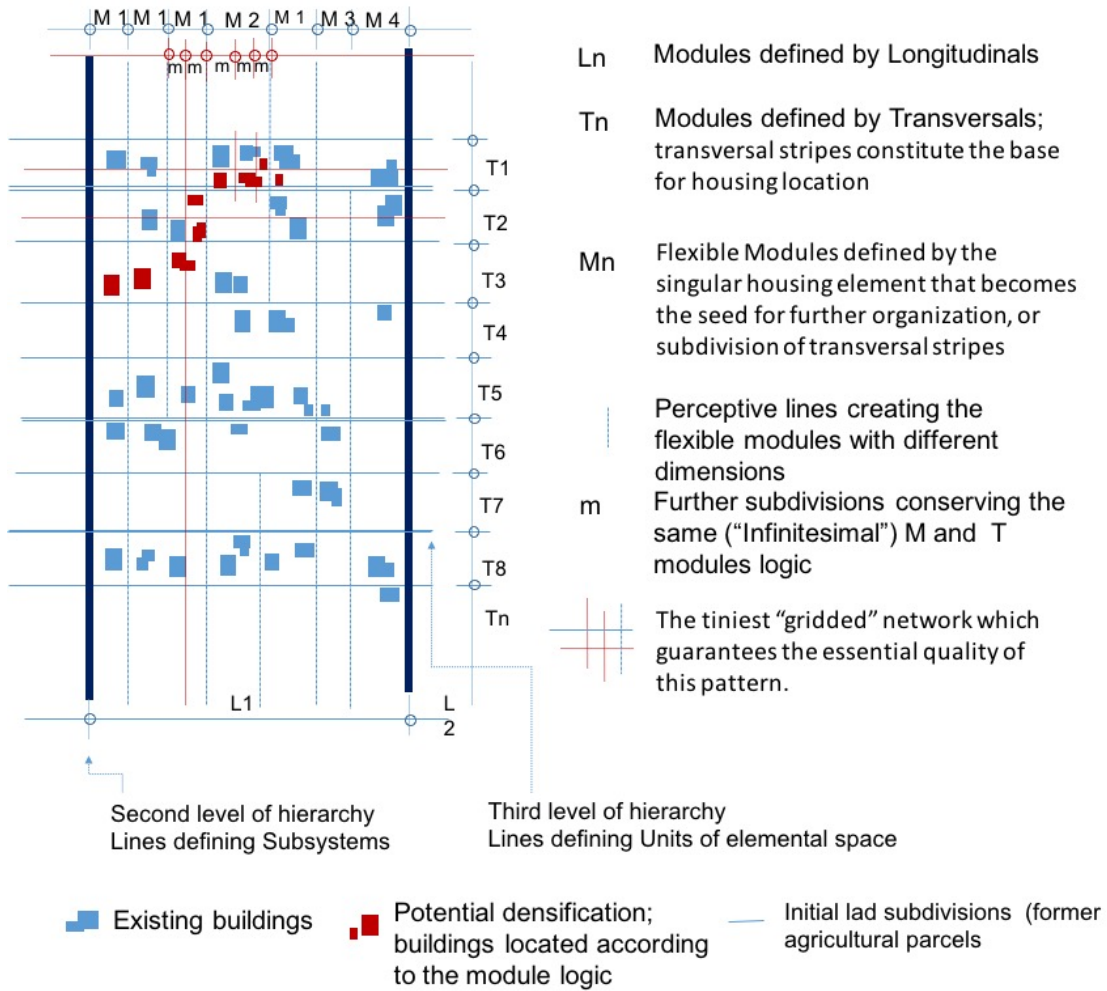 M 1 M 1 M 1 M 2 M 1 M 3 M 4
m m m m m
T1
T2
T3
T4
T5
T6
T7
T8
Tn
L1
L
2
Ln Modules defined by Longitudinals
Tn Modules defined by Transversals;
transversal stripes constitute the base
for housing location
Mn Flexible Modules defined by the
singular housing element that becomes
the seed for further organization, or
subdivision of transversal stripes
Perceptive lines creating the
flexible modules with different
dimensions
m Further subdivisions conserving the
same (“Infinitesimal”) M and T
modules logic
The tiniest “gridded” network which
guarantees the essential quality of
this pattern.
Second level of hierarchy
Lines defining Subsystems
Third level of hierarchy
Lines defining Units of elemental space
Existing buildings
Potential densification;
buildings located according
to the module logic
Initial lad subdivisions (former
agricultural parcels